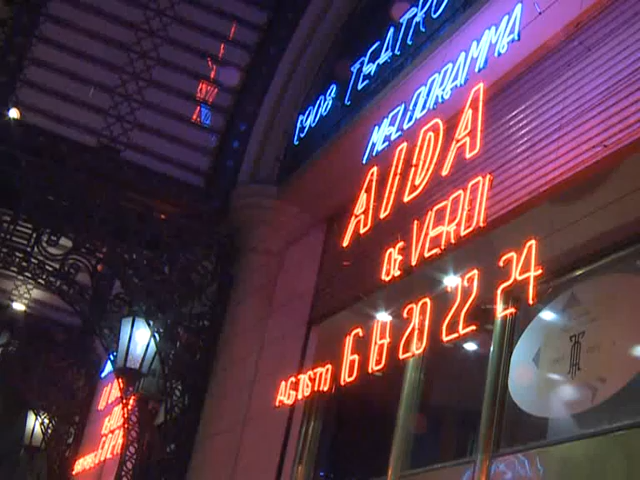 1908 TEATRO
MELODRAMMA
AIDA
DE VERDI
AGOSTO, 16 18 20 22 24